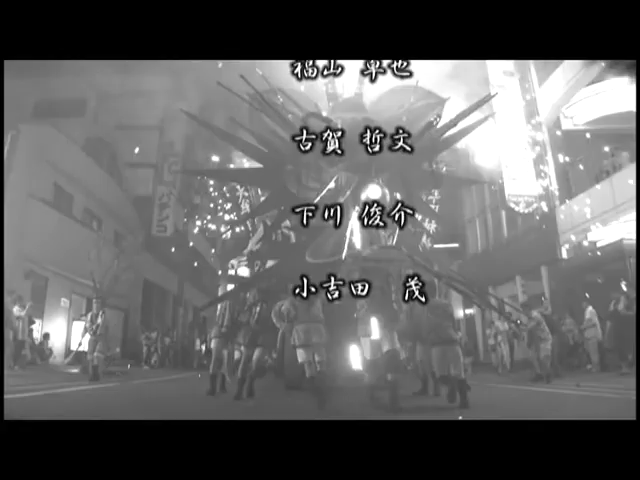 福山 卓也
古賀 哲文
下川 俊介
小吉田 茂